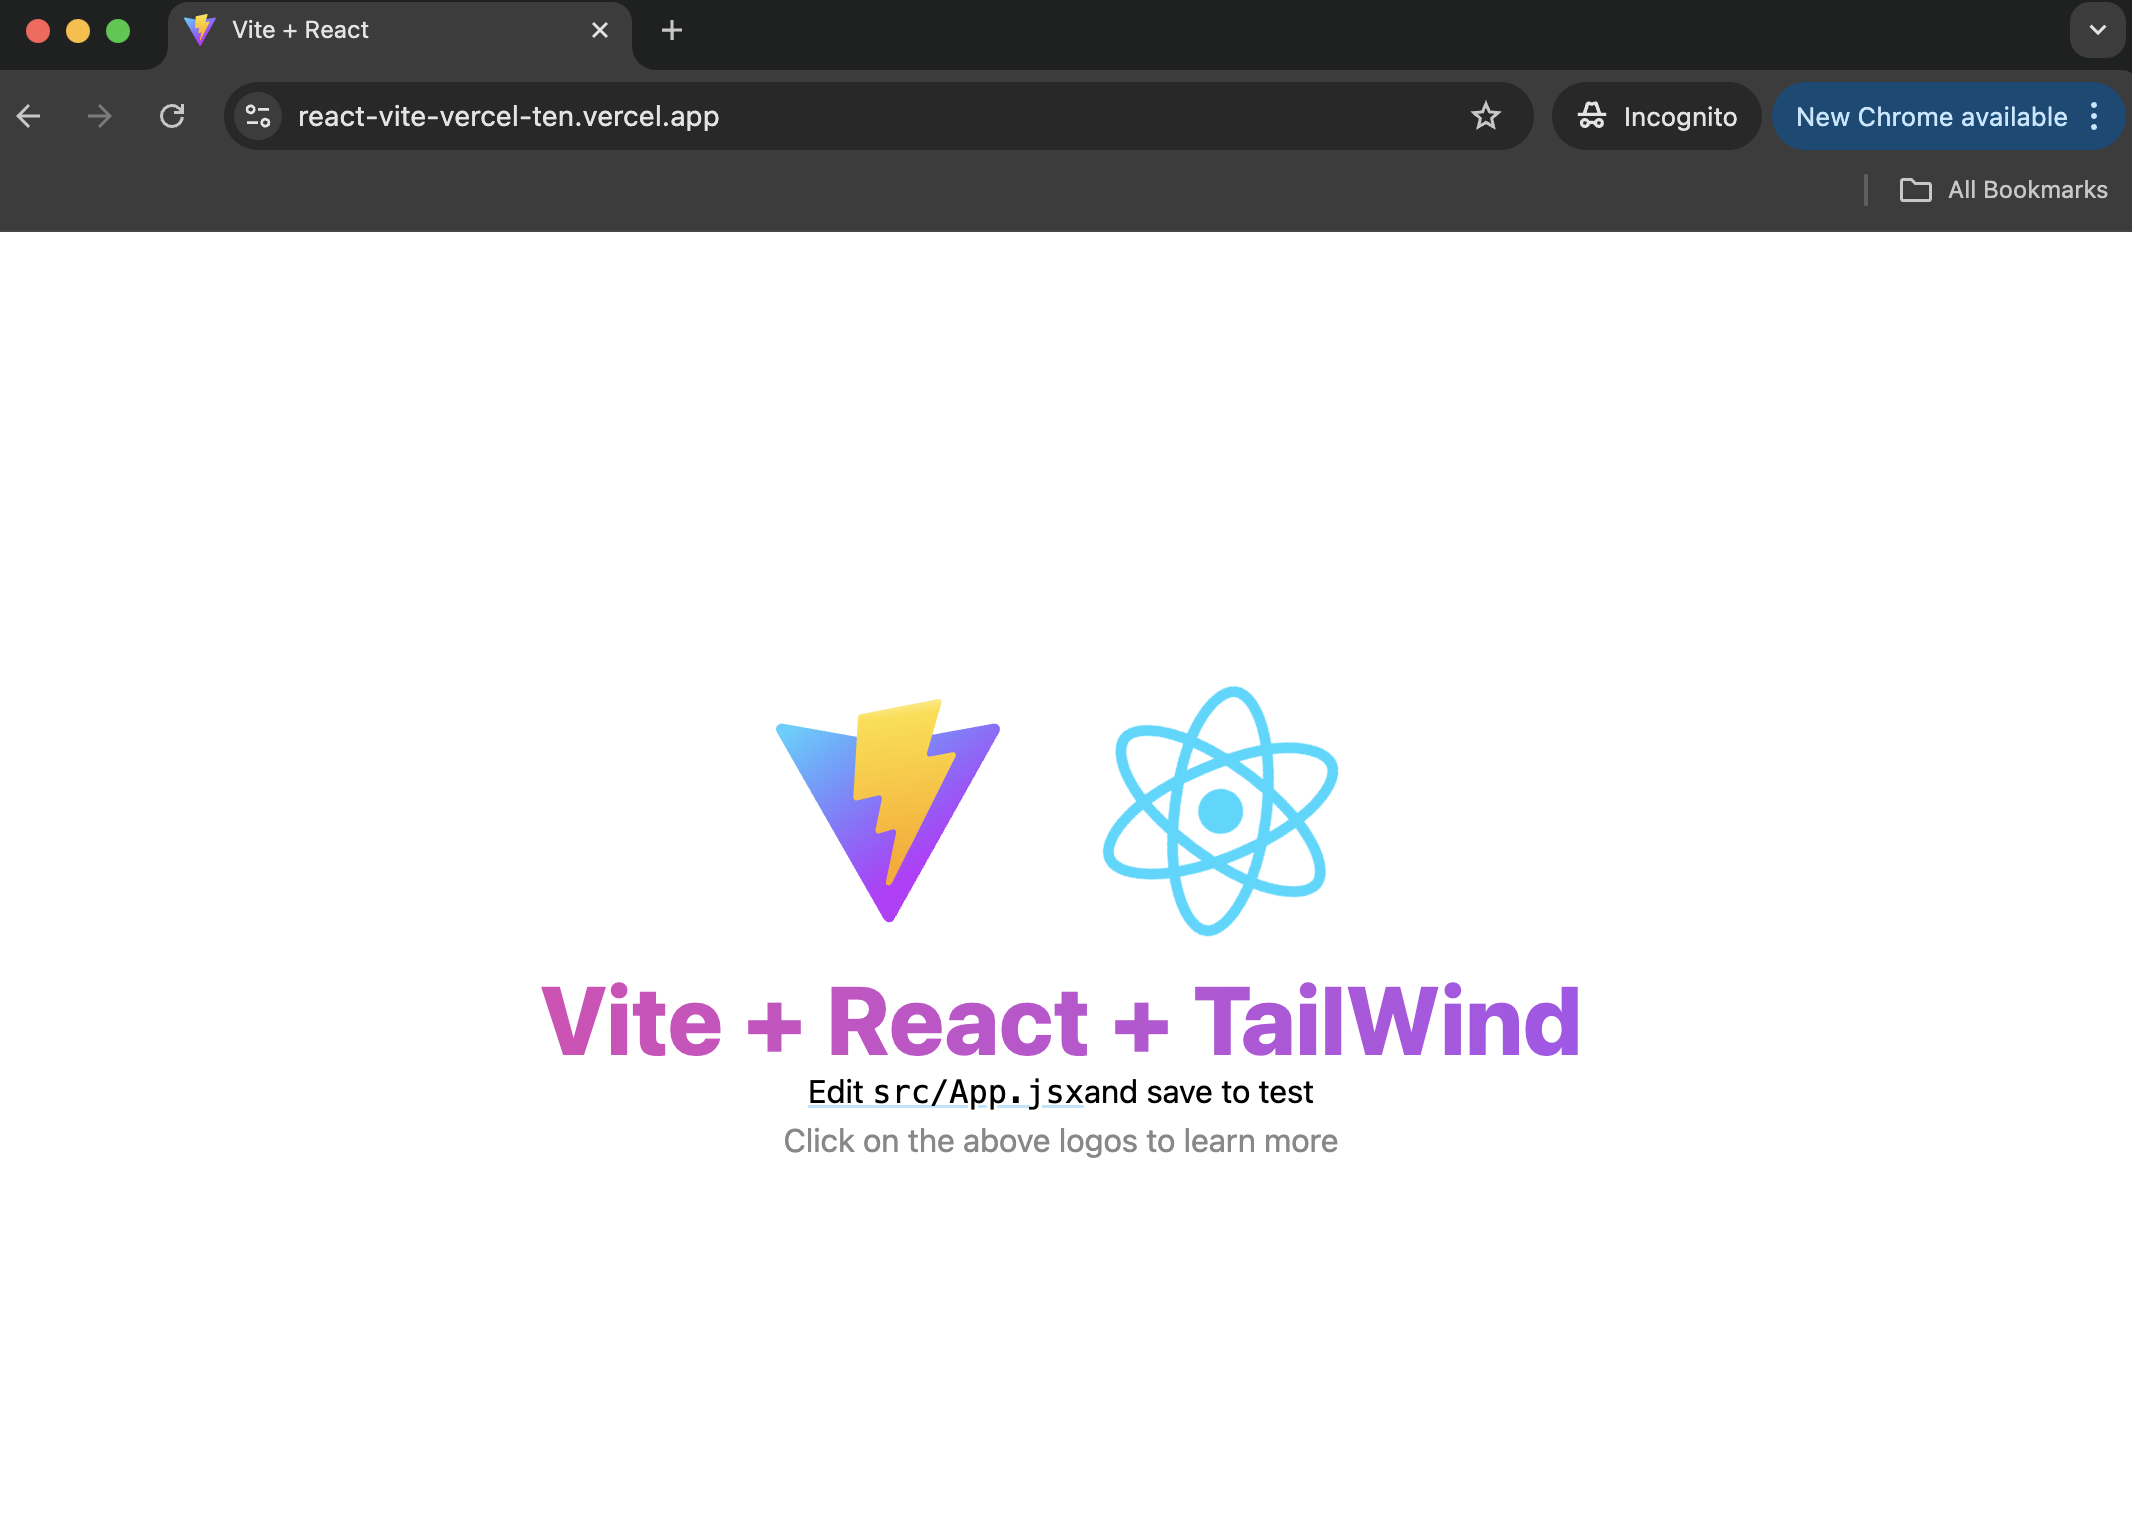 Vite + React
react-vite-vercel-ten.vercel.app
Incognito
New Chrome available
All Bookmarks
Vite + React + TailWind
Edit src/App.jsxand save to test
Click on the above logos to learn more